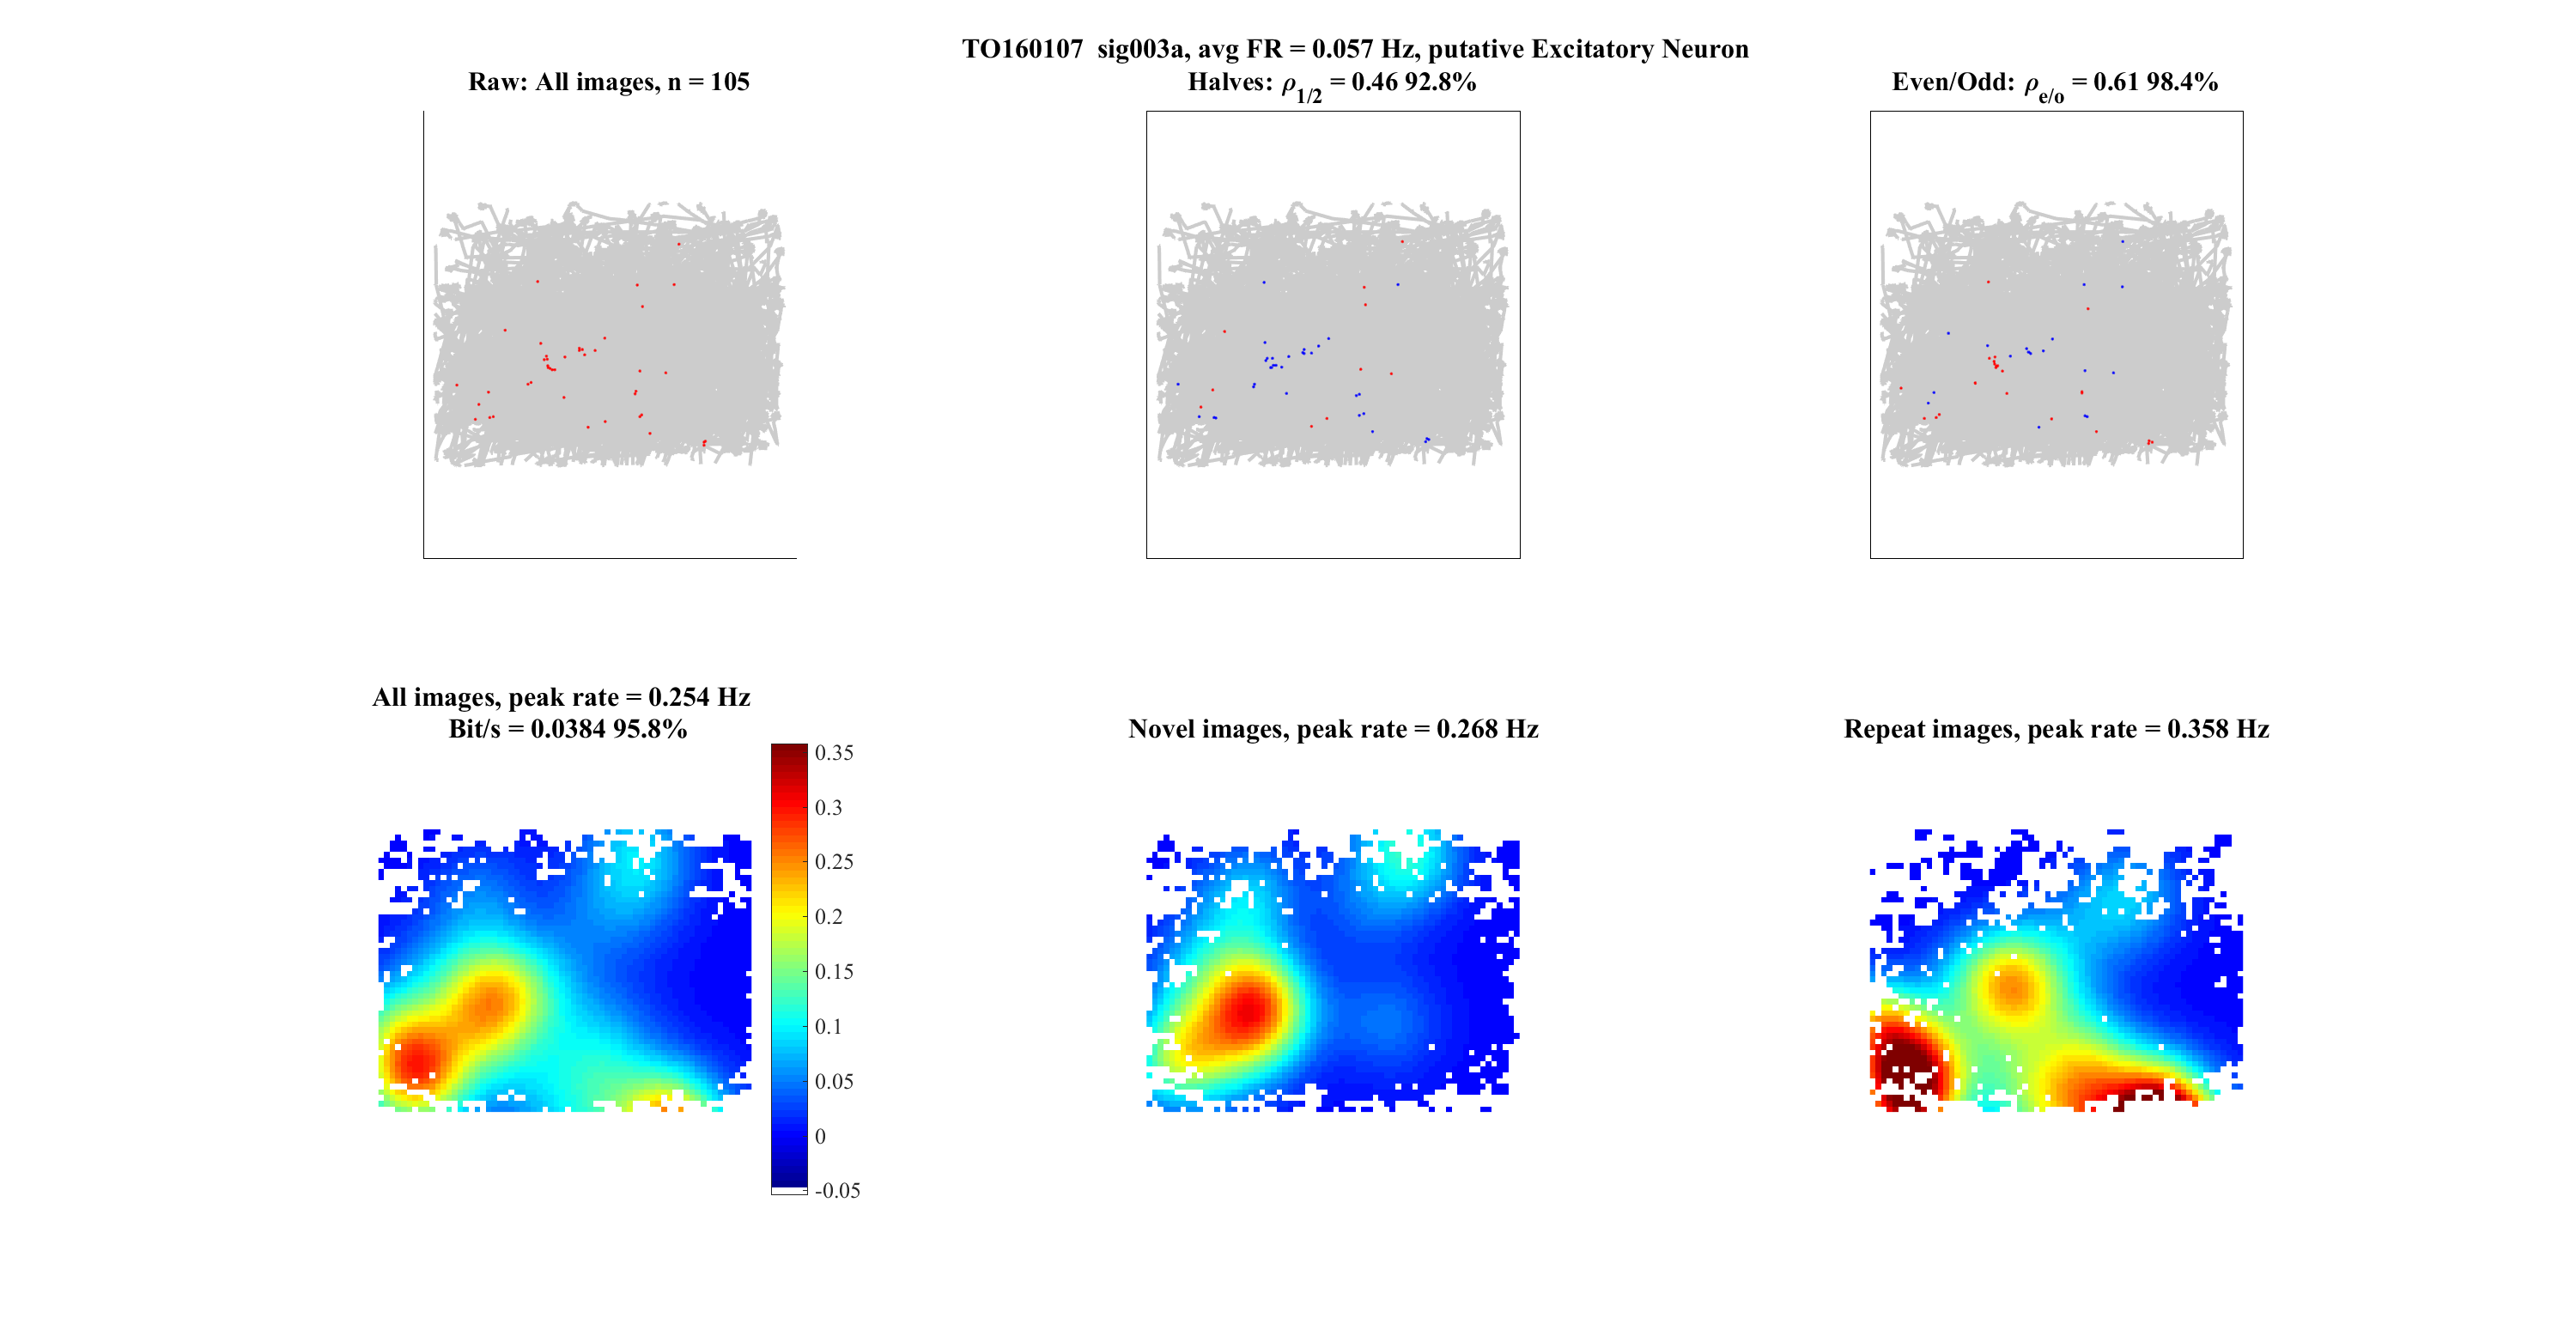 TO160107  sig003a, avg FR = 0.057 Hz, putative Excitatory Neuron
Raw: All images, n = 105
Halves: ρ1/2 = 0.46 92.8%
Even/Odd: ρe/o = 0.61 98.4%
All images, peak rate = 0.254 Hz
Bit/s = 0.0384 95.8%
Novel images, peak rate = 0.268 Hz
Repeat images, peak rate = 0.358 Hz
0.35
0.3
0.25
0.2
0.15
0.1
0.05
0
-0.05